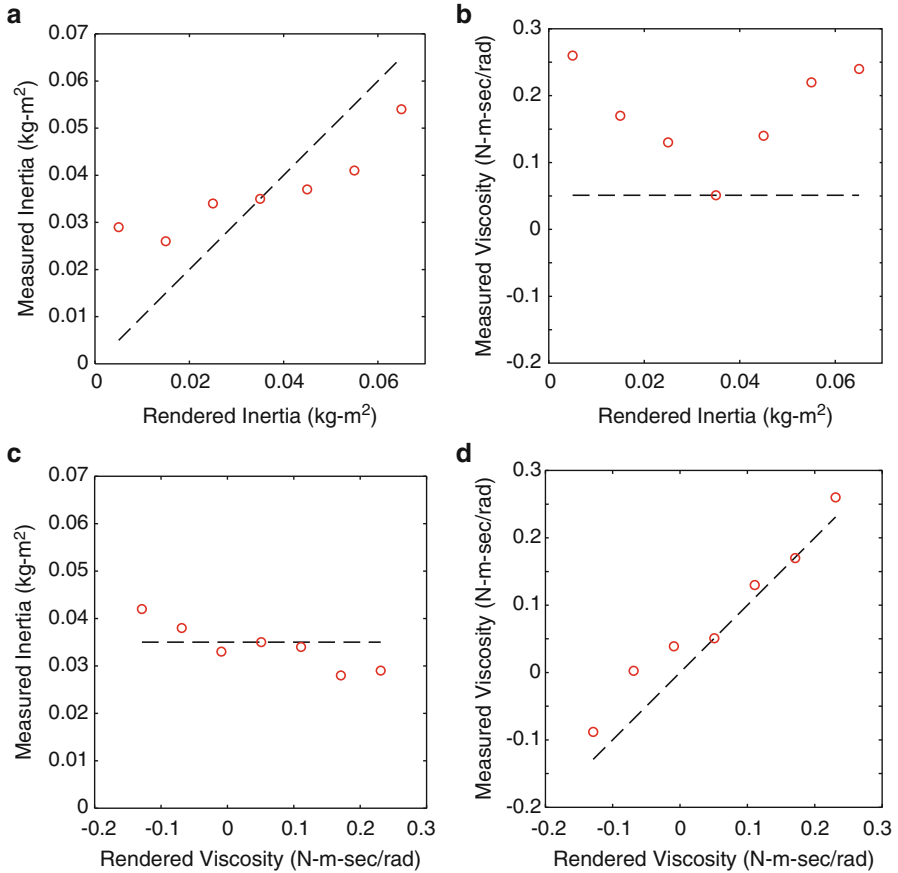 a
0.07
0.06
0.05
0.04
0.03
0.02
0.01
0
Measured Inertia (kg-m²)
0 0.02 0.04 0.06
Rendered Inertia (kg-m²)
b
0.3
0.2
0.1
0
-0.1
-0.2
Measured Viscosity (N-m-sec/rad)
0 0.02 0.04 0.06
Rendered Inertia (kg-m²)
c
0.07
0.06
0.05
0.04
0.03
0.02
0.01
0
Measured Inertia (kg-m²)
-0.2 -0.1 0 0.1 0.2 0.3
Rendered Viscosity (N-m-sec/rad)
d
0.3
0.2
0.1
0
-0.1
-0.2
Measured Viscosity (N-m-sec/rad)
-0.2 -0.1 0 0.1 0.2 0.3
Rendered Viscosity (N-m-sec/rad)